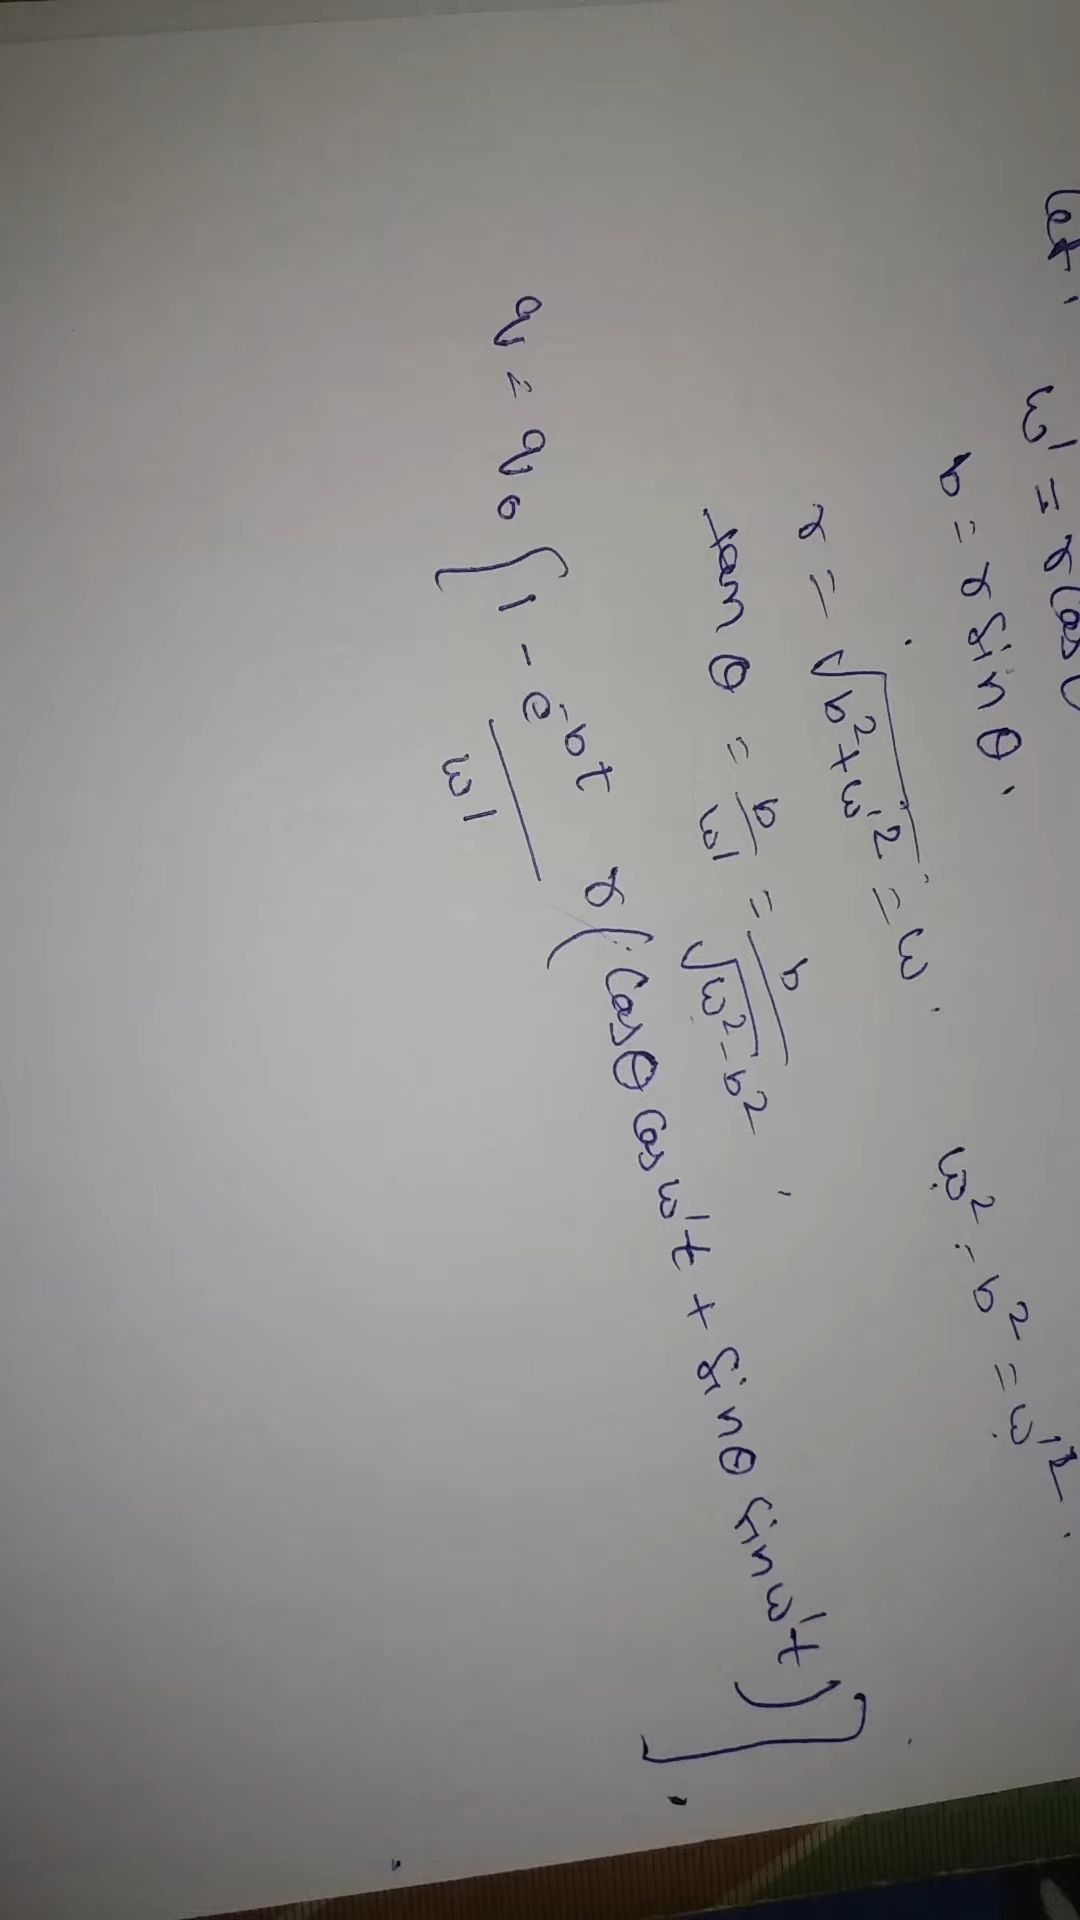 let, ω' = r cos
b = r sin θ,
r = √(b² + ω'²) = ω. ω² - b² = ω'².
tan θ = b/ω' = b/√(ω² - b²),
q = q₀ [1 - e^(-bt)/ω' r (cos θ cos ω't + sin θ sin ω't)].